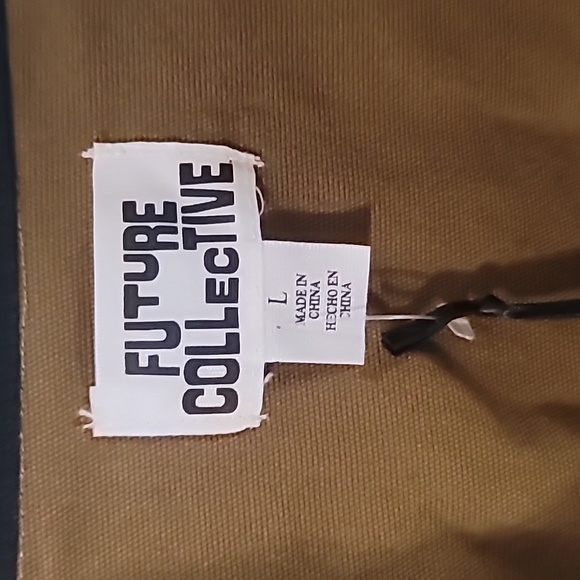 FUTURE
COLLECTIVE
L
MADE IN
CHINA
HECHO EN
CHINA